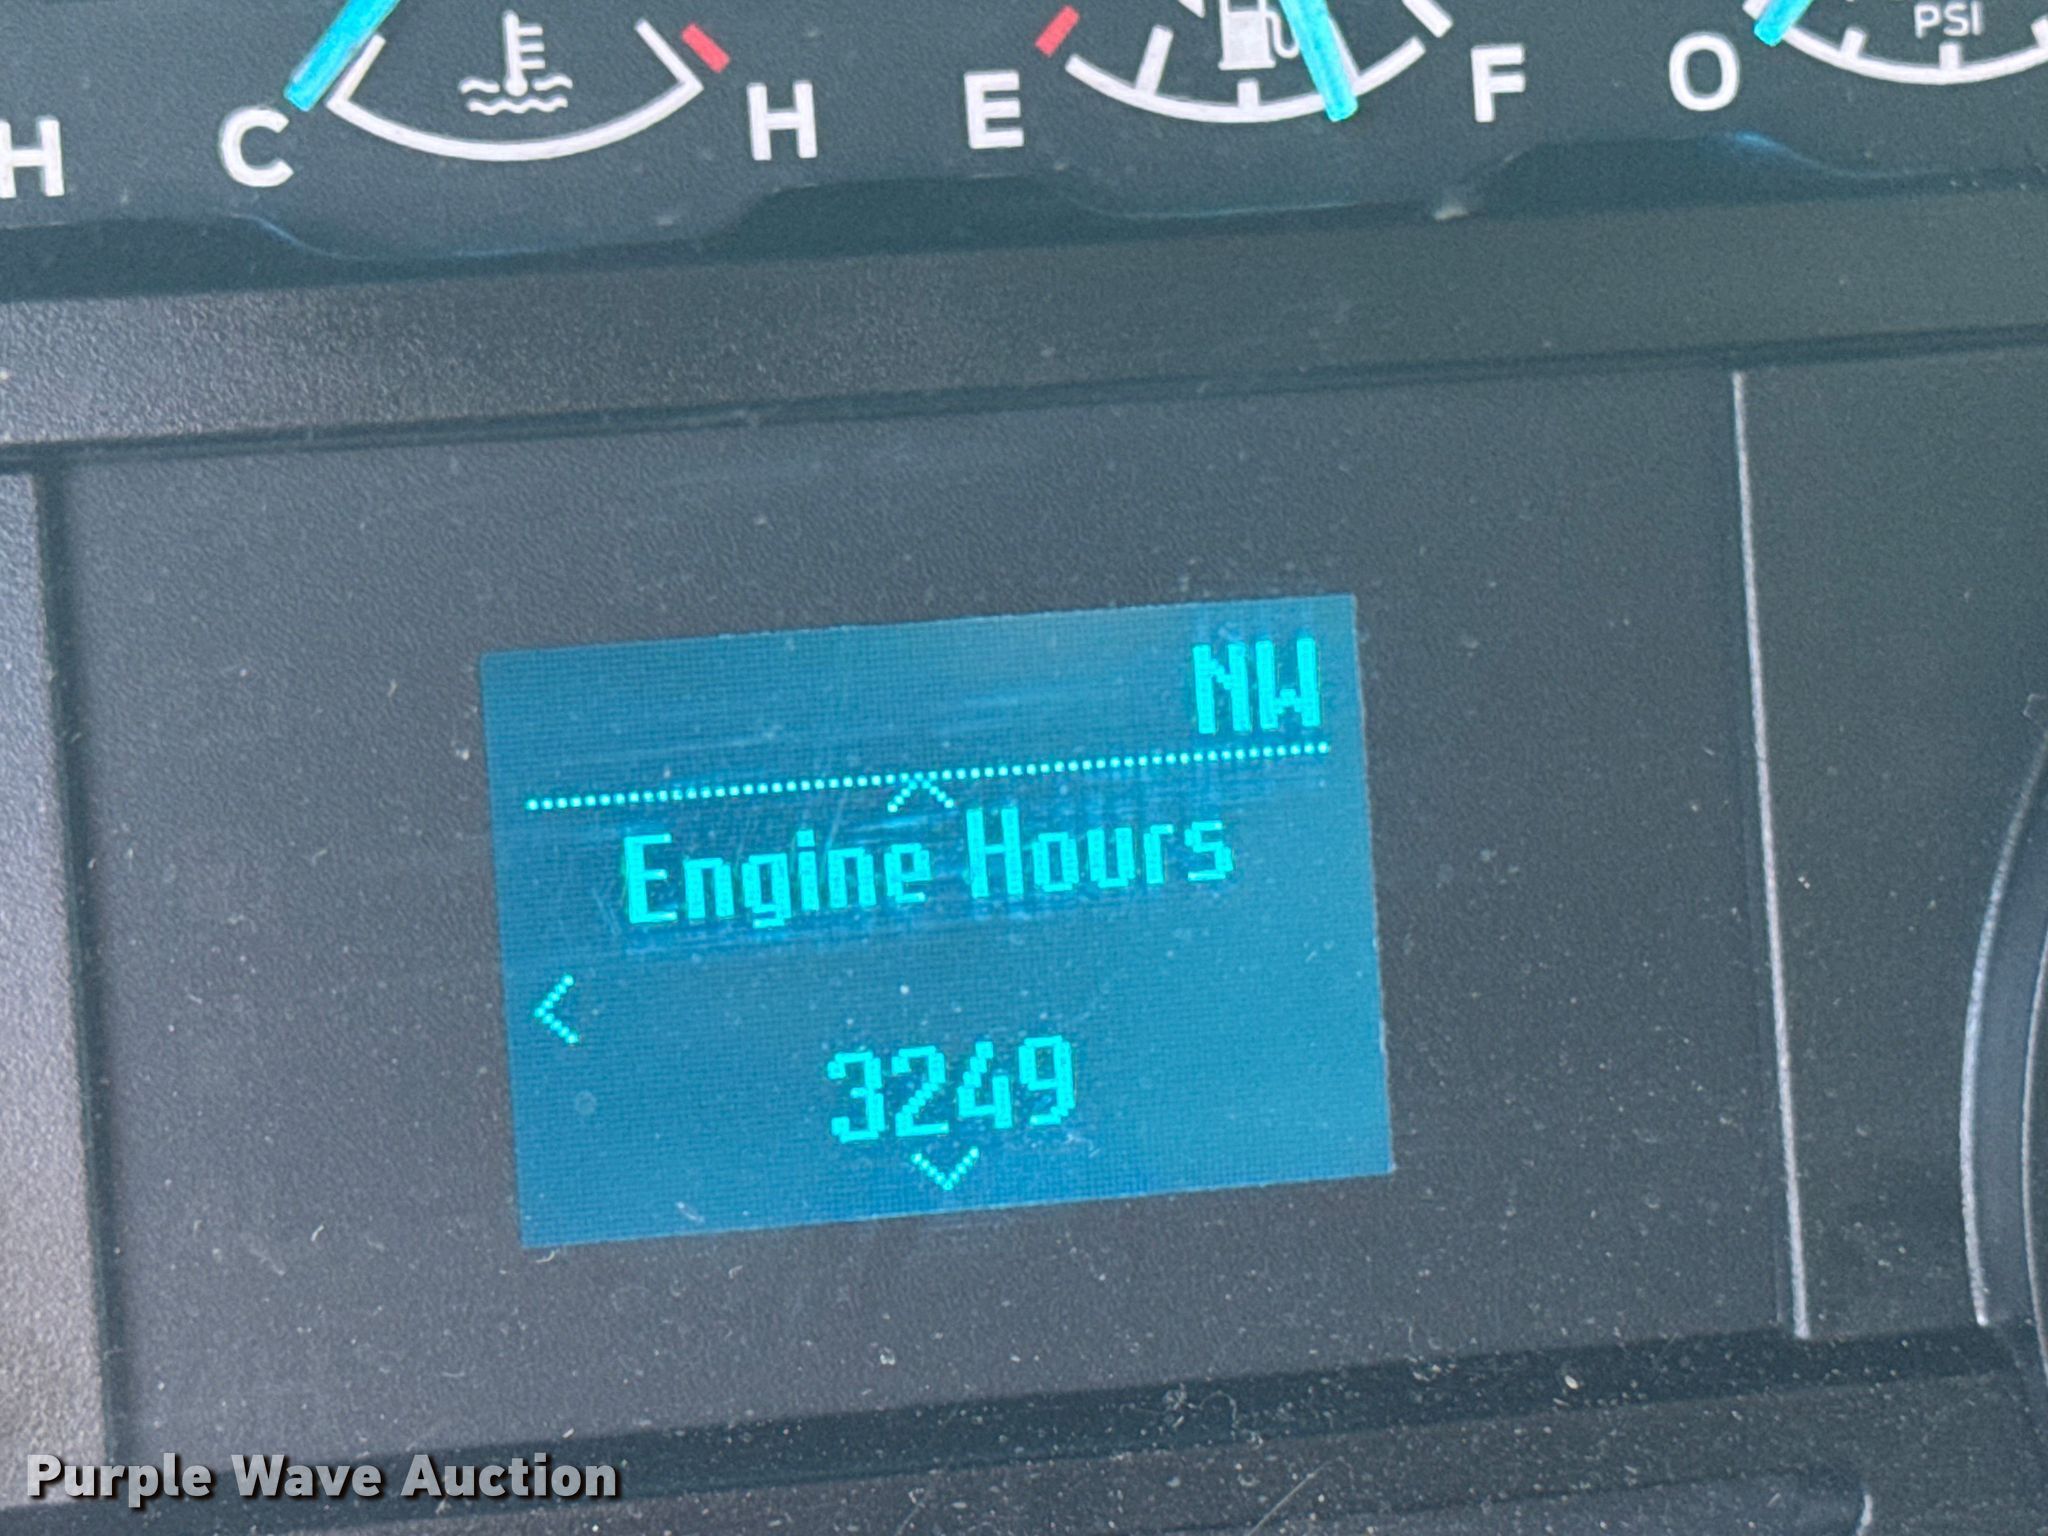 H C H E F O PSI
NW
Engine Hours
3249
Purple Wave Auction